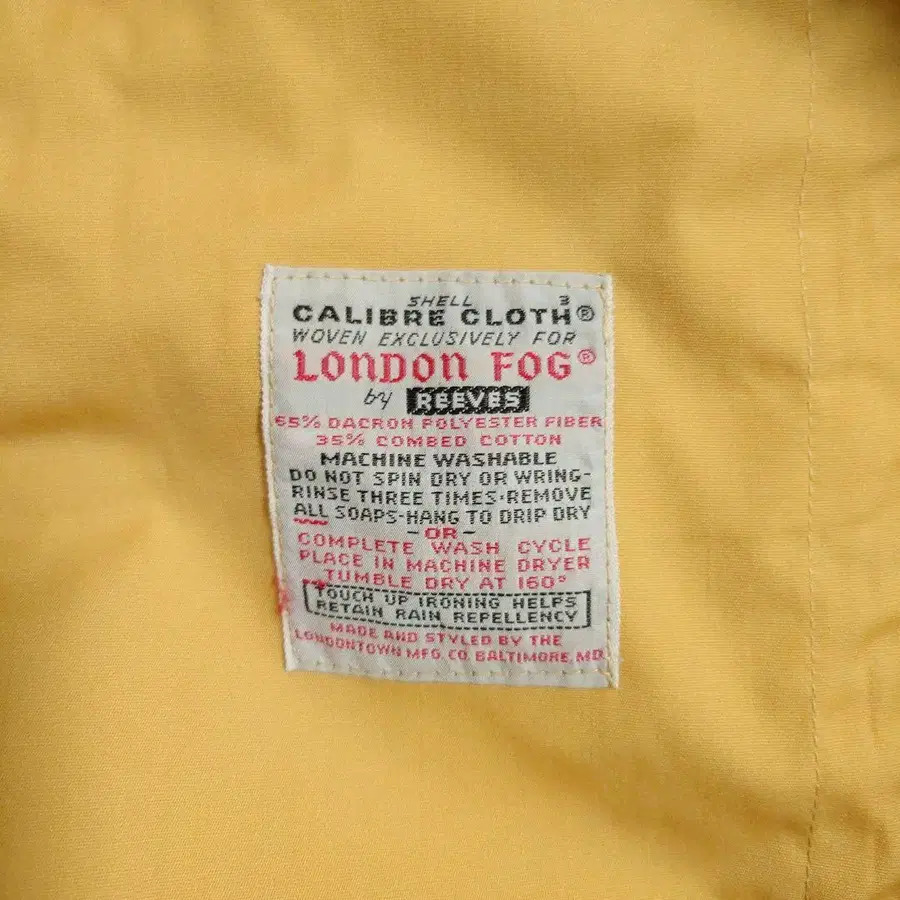 SHELL
CALIBRE CLOTH³®
WOVEN EXCLUSIVELY FOR
LONDON FOG®
by REEVES
65% DACRON POLYESTER FIBER
35% COMBED COTTON
MACHINE WASHABLE
DO NOT SPIN DRY OR WRING-
RINSE THREE TIMES·REMOVE
ALL SOAPS-HANG TO DRIP DRY
-OR-
COMPLETE WASH CYCLE
PLACE IN MACHINE DRYER
TUMBLE DRY AT 160°
TOUCH UP IRONING HELPS
RETAIN RAIN REPELLENCY
MADE AND STYLED BY THE
LONDONTOWN MFG. CO. BALTIMORE, MD.